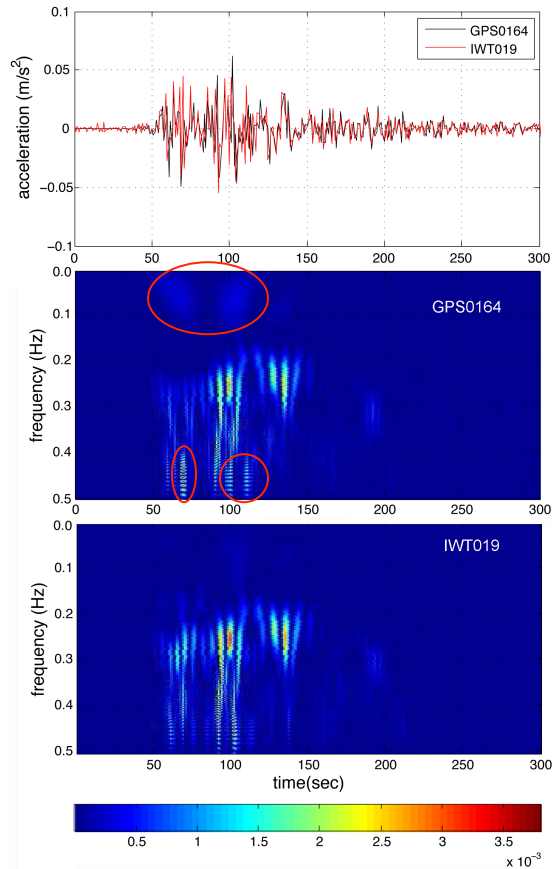 0.1
GPS0164
IWT019
0.05
0
−0.05
−0.1
acceleration (m/s²)
0 50 100 150 200 250 300
0.0
GPS0164
0.1
0.2
0.3
0.4
0.5
frequency (Hz)
0 50 100 150 200 250 300
0.0
IWT019
0.1
0.2
0.3
0.4
0.5
frequency (Hz)
50 100 150 200 250 300
time(sec)
0.5 1 1.5 2 2.5 3 3.5
x 10⁻³